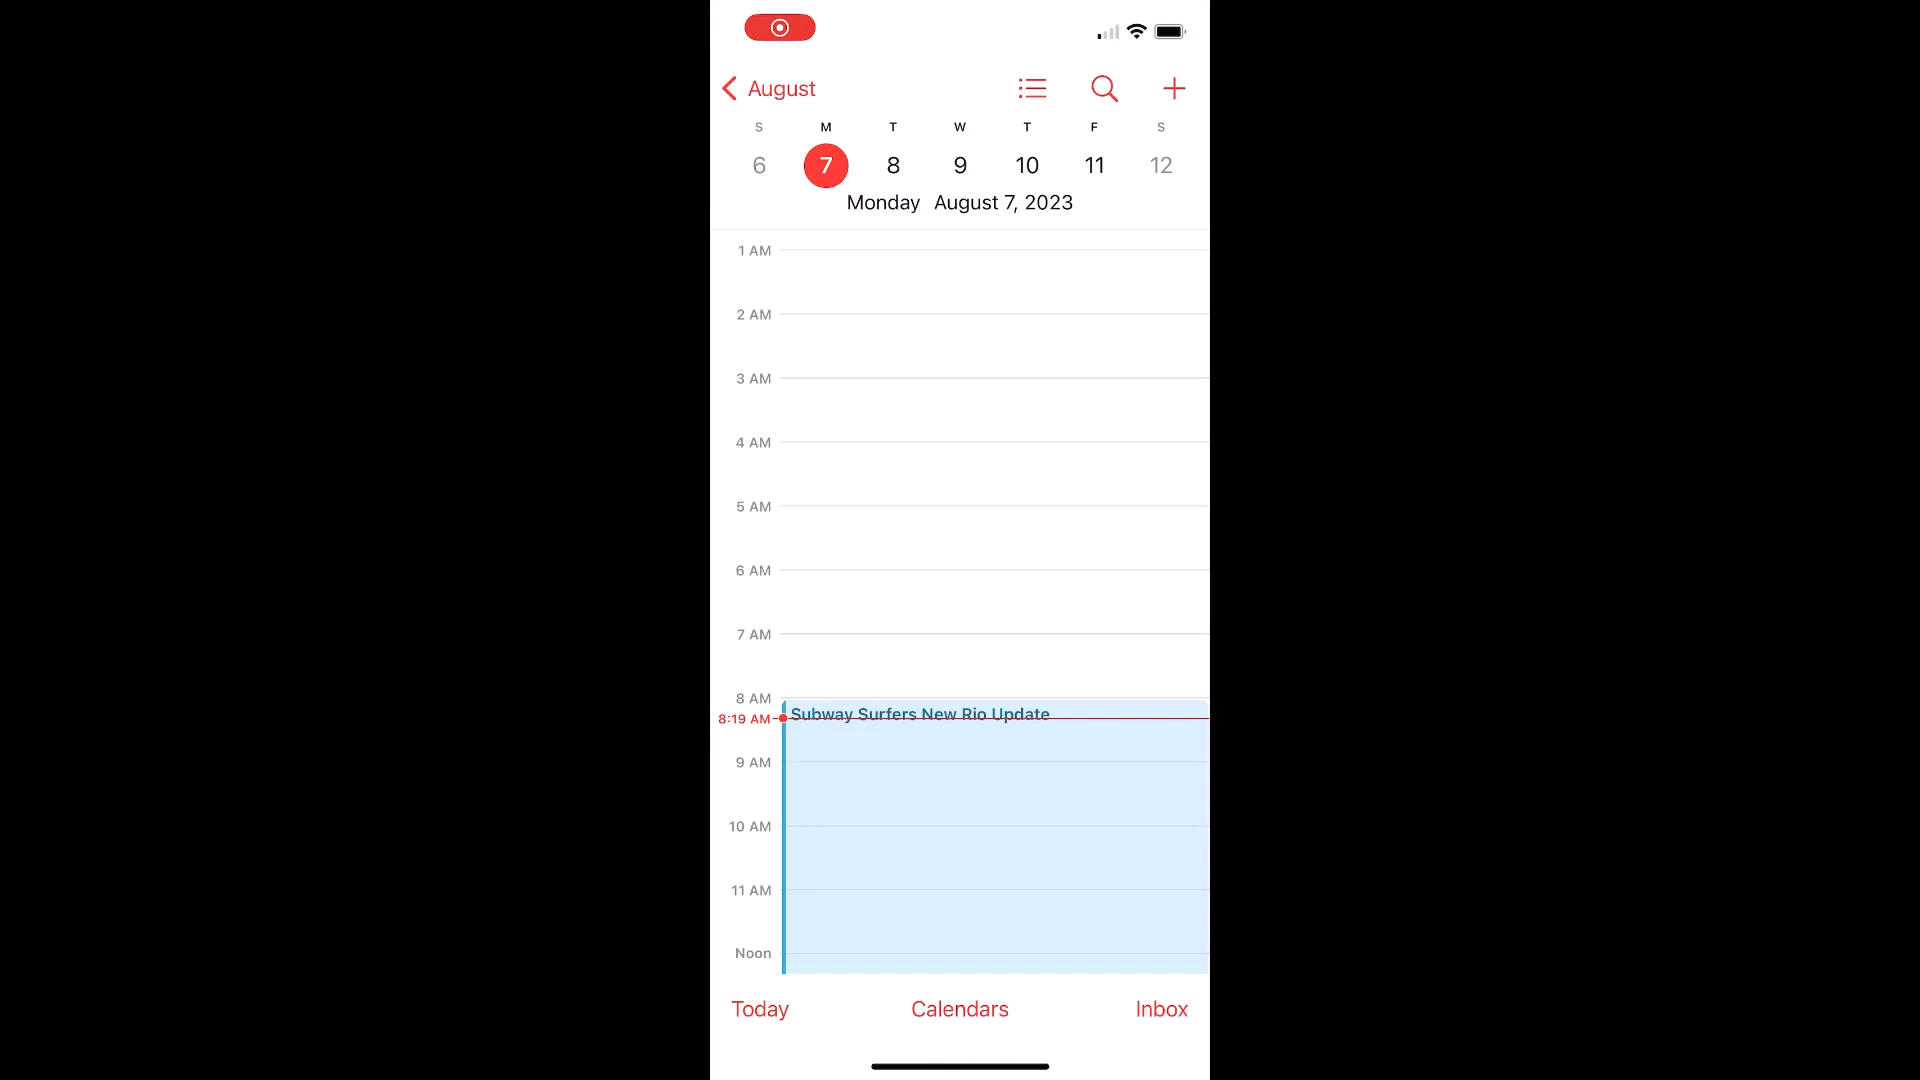 August
S M T W T F S
6 7 8 9 10 11 12
Monday August 7, 2023
1 AM
2 AM
3 AM
4 AM
5 AM
6 AM
7 AM
8 AM
8:19 AM Subway Surfers New Rio Update
9 AM
10 AM
11 AM
Noon
Today Calendars Inbox